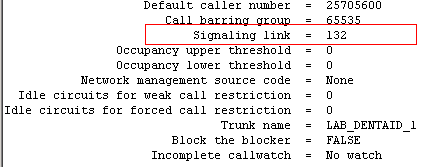 Default caller number = 25705600
Call barring group = 65535
Signaling link = 132
Occupancy upper threshold = 0
Occupancy lower threshold = 0
Network management source code = None
Idle circuits for weak call restriction = 0
Idle circuits for forced call restriction = 0
Trunk name = LAB_DENTAID_1
Block the blocker = FALSE
Incomplete callwatch = No watch